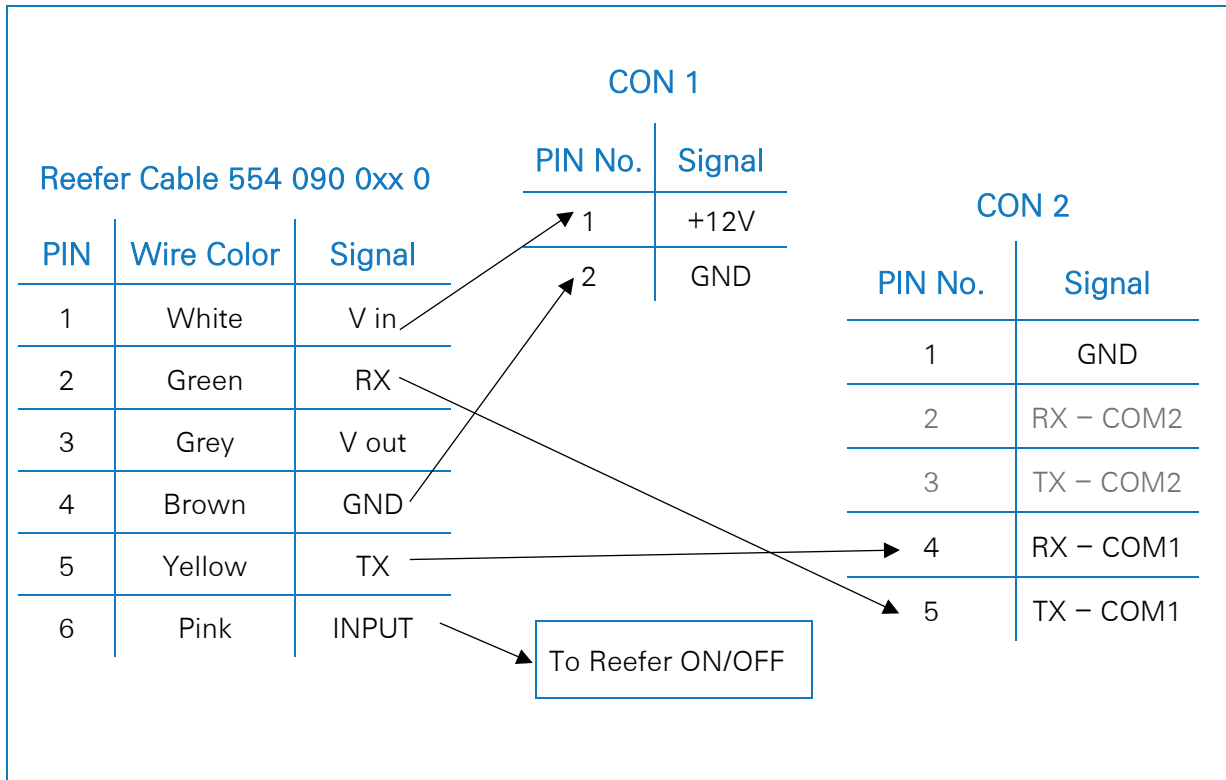 CON 1
PIN No. Signal
1 +12V
2 GND
Reefer Cable 554 090 0xx 0
PIN Wire Color Signal
1 White V in
2 Green RX
3 Grey V out
4 Brown GND
5 Yellow TX
6 Pink INPUT
CON 2
PIN No. Signal
1 GND
2 RX – COM2
3 TX – COM2
4 RX – COM1
5 TX – COM1
To Reefer ON/OFF